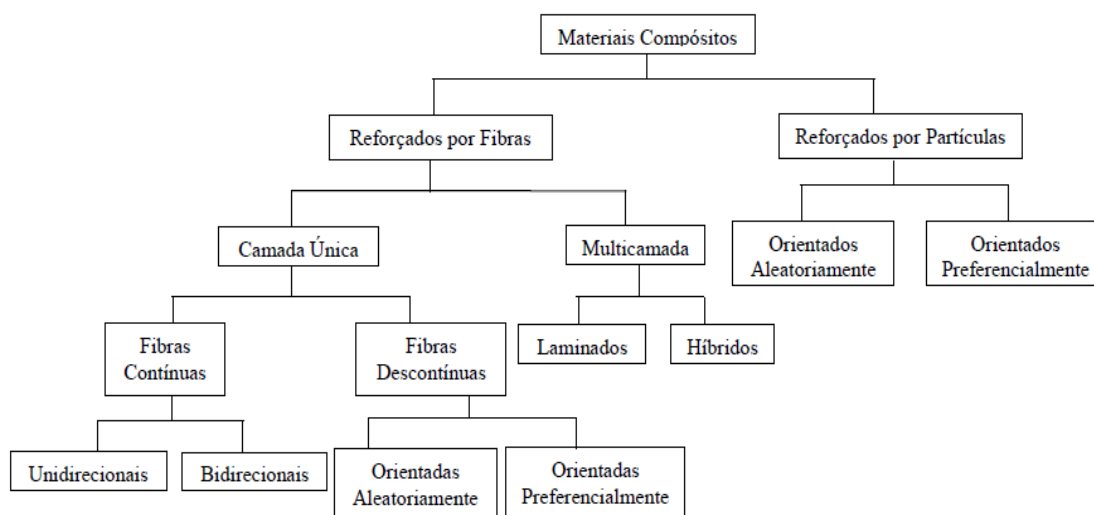 Materiais Compósitos
Reforçados por Fibras
Reforçados por Partículas
Camada Única
Multicamada
Orientados
Aleatoriamente
Orientados
Preferencialmente
Fibras
Contínuas
Fibras
Descontínuas
Laminados
Híbridos
Unidirecionais
Bidirecionais
Orientadas
Aleatoriamente
Orientadas
Preferencialmente